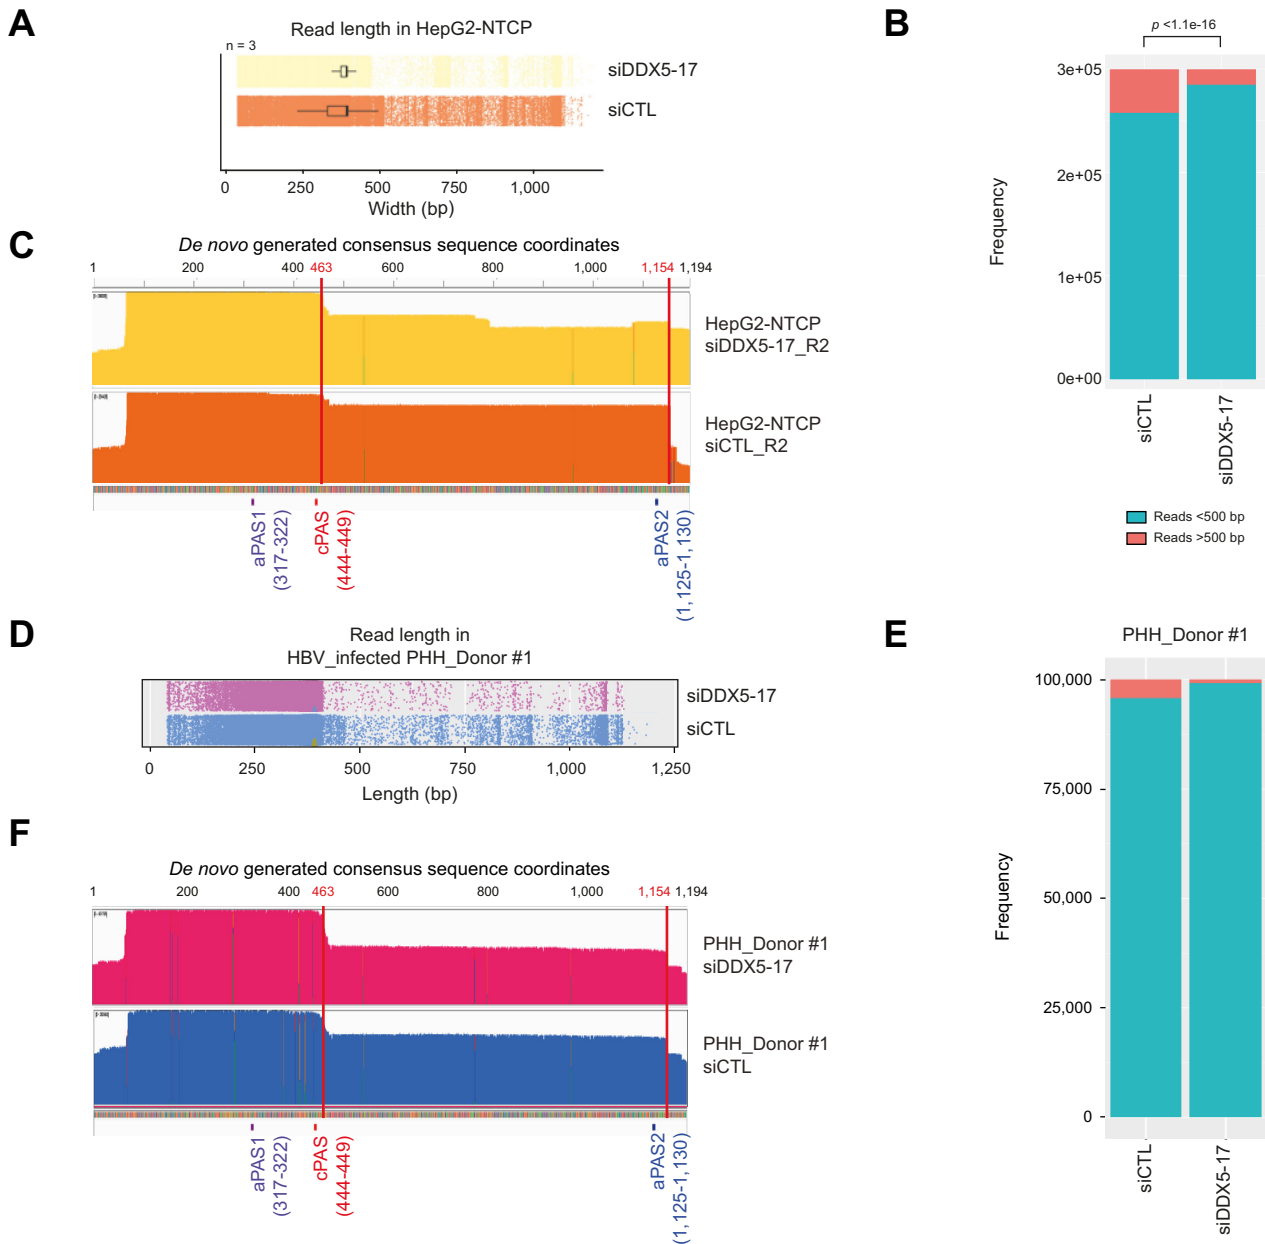 A
Read length in HepG2-NTCP
n = 3
siDDX5-17
siCTL
0 250 500 750 1,000
Width (bp)
B
p <1.1e-16
3e+05
2e+05
1e+05
0e+00
Frequency
siCTL
siDDX5-17
Reads <500 bp
Reads >500 bp
C
De novo generated consensus sequence coordinates
1 200 400 463 600 800 1,000 1,154 1,194
HepG2-NTCP
siDDX5-17_R2
HepG2-NTCP
siCTL_R2
aPAS1
(317-322)
cPAS
(444-449)
aPAS2
(1,125-1,130)
D
Read length in
HBV_infected PHH_Donor #1
siDDX5-17
siCTL
0 250 500 750 1,000 1,250
Length (bp)
E
PHH_Donor #1
100,000
75,000
50,000
25,000
0
Frequency
siCTL
siDDX5-17
F
De novo generated consensus sequence coordinates
1 200 400 463 600 800 1,000 1,154 1,194
PHH_Donor #1
siDDX5-17
PHH_Donor #1
siCTL
aPAS1
(317-322)
cPAS
(444-449)
aPAS2
(1,125-1,130)